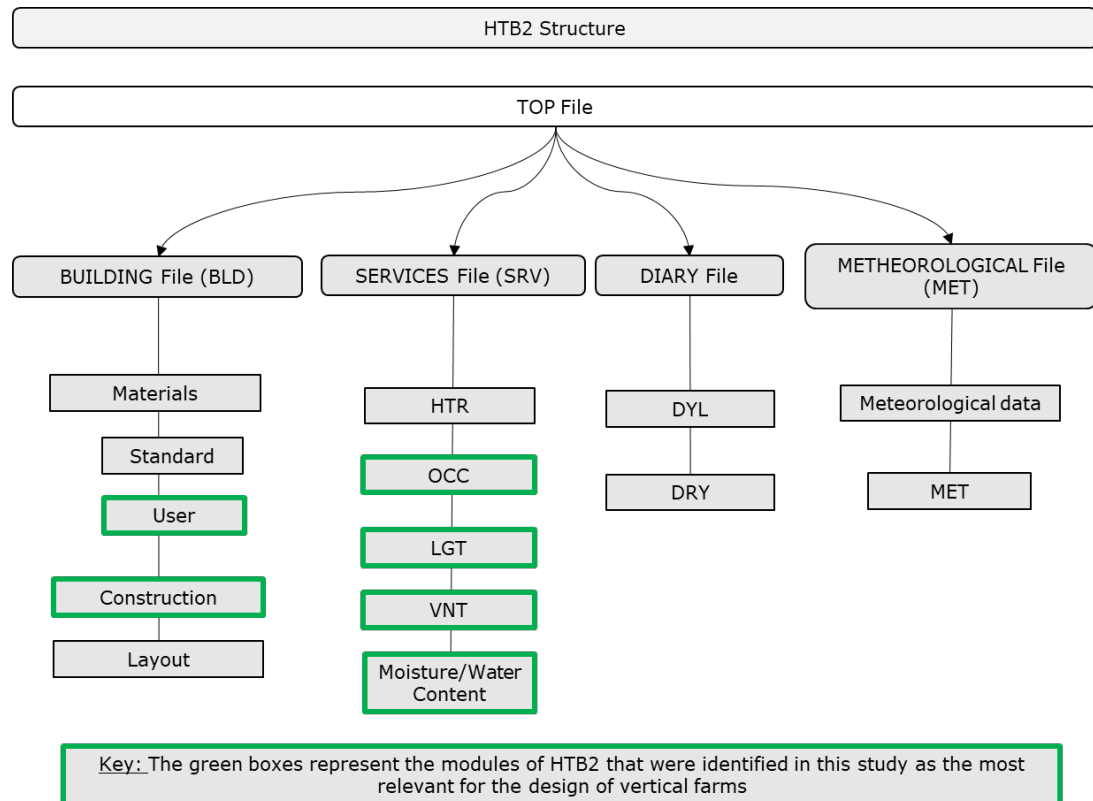 HTB2 Structure
TOP File
BUILDING File (BLD)
SERVICES File (SRV)
DIARY File
METHEOROLOGICAL File
(MET)
Materials
Standard
User
Construction
Layout
HTR
OCC
LGT
VNT
Moisture/Water
Content
DYL
DRY
Meteorological data
MET
Key: The green boxes represent the modules of HTB2 that were identified in this study as the most
relevant for the design of vertical farms